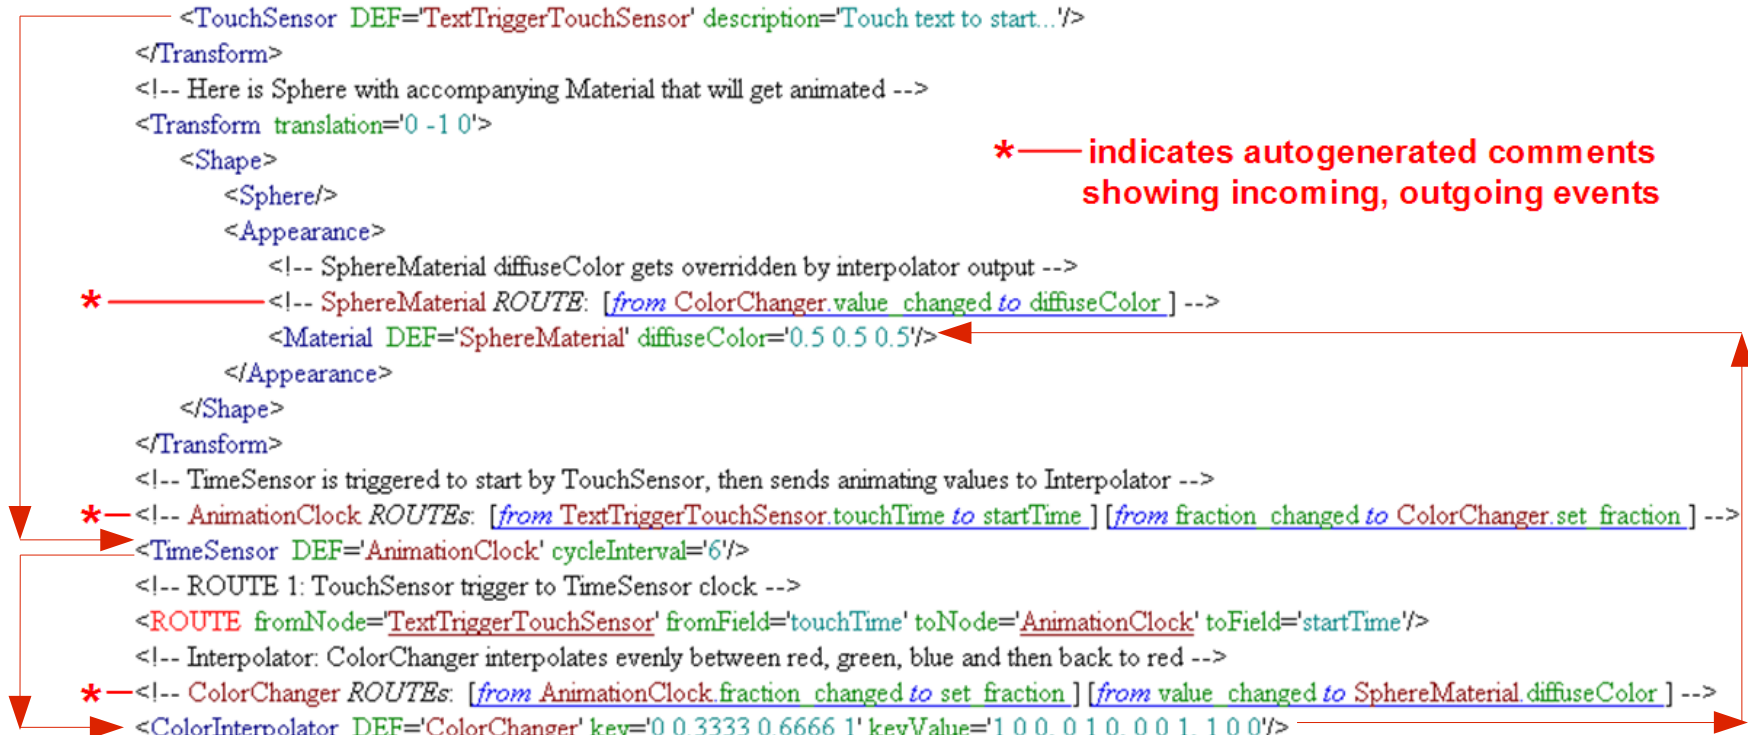 <TouchSensor DEF='TextTriggerTouchSensor' description='Touch text to start...'/>
</Transform>
<!-- Here is Sphere with accompanying Material that will get animated -->
<Transform translation='0 -1 0'>
<Shape>
* indicates autogenerated comments
showing incoming, outgoing events
<Sphere/>
<Appearance>
<!-- SphereMaterial diffuseColor gets overridden by interpolator output -->
* <!-- SphereMaterial ROUTE: [from ColorChanger.value_changed to diffuseColor ] -->
<Material DEF='SphereMaterial' diffuseColor='0.5 0.5 0.5'/>
</Appearance>
</Shape>
</Transform>
<!-- TimeSensor is triggered to start by TouchSensor, then sends animating values to Interpolator -->
* <!-- AnimationClock ROUTEs: [from TextTriggerTouchSensor.touchTime to startTime ] [from fraction_changed to ColorChanger.set_fraction ] -->
<TimeSensor DEF='AnimationClock' cycleInterval='6'/>
<!-- ROUTE 1: TouchSensor trigger to TimeSensor clock -->
<ROUTE fromNode='TextTriggerTouchSensor' fromField='touchTime' toNode='AnimationClock' toField='startTime'/>
<!-- Interpolator: ColorChanger interpolates evenly between red, green, blue and then back to red -->
* <!-- ColorChanger ROUTEs: [from AnimationClock.fraction_changed to set_fraction ] [from value_changed to SphereMaterial.diffuseColor ] -->
<ColorInterpolator DEF='ColorChanger' key='0 0.3333 0.6666 1' keyValue='1 0 0, 0 1 0, 0 0 1, 1 0 0'/>